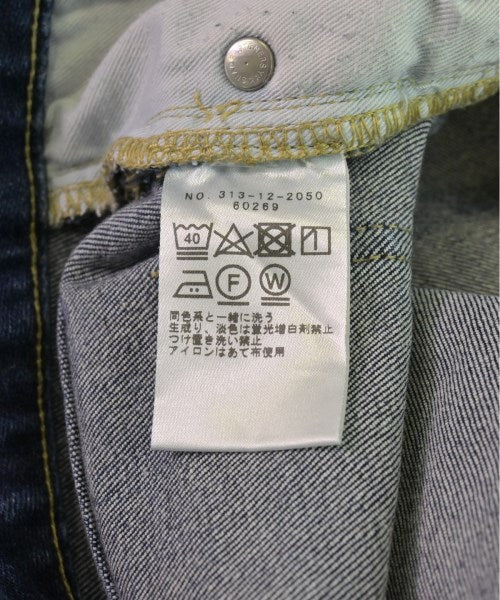 NO. 313-12-2050
60269
40
F W
同色系と一緒に洗う
生成り、淡色は蛍光増白剤禁止
つけ置き洗い禁止
アイロンはあて布使用